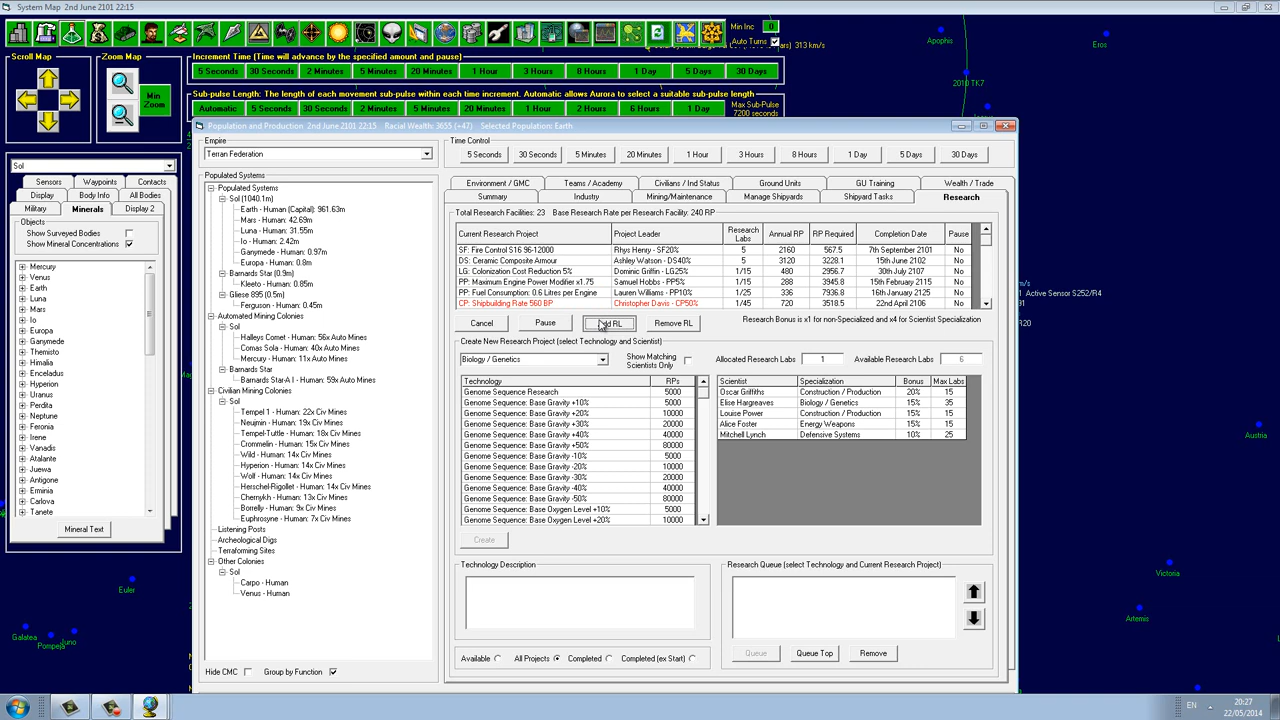 System Map 2nd June 2101 22:15
Min Inc 1
Auto Turns
313 km/s
Apophis
Eros
2010 TK7
Scroll Map
Zoom Map
Min Zoom
Increment Time (Time will advance by the specified amount and pause)
5 Seconds 30 Seconds 2 Minutes 5 Minutes 20 Minutes 1 Hour 3 Hours 8 Hours 1 Day 5 Days 30 Days
Sub-pulse Length: The length of each movement sub-pulse within each time increment. Automatic allows Aurora to select a suitable sub-pulse length
Automatic 5 Seconds 30 Seconds 2 Minutes 5 Minutes 20 Minutes 1 Hour 2 Hours 6 Hours 1 Day
Max Sub-Pulse 7200 seconds
Sol
Sensors Waypoints Contacts
Display Body Info All Bodies
Military Minerals Display 2
Objects
Show Surveyed Bodies
Show Mineral Concentrations
Mercury
Venus
Earth
Luna
Mars
Io
Europa
Ganymede
Themisto
Himalia
Enceladus
Hyperion
Uranus
Perdita
Neptune
Feronia
Irene
Vanadis
Atalante
Juewa
Antigone
Erminia
Carlova
Tanete
Mineral Text
Euler
Galatea
Pompeja
Juno
Population and Production 2nd June 2101 22:15 Racial Wealth: 3655 (+47) Selected Population: Earth
Empire
Terran Federation
Populated Systems
Populated Systems
Sol (1040.1m)
Earth - Human (Capital): 961.63m
Mars - Human: 42.69m
Luna - Human: 31.55m
Io - Human: 2.42m
Ganymede - Human: 0.97m
Europa - Human: 0.8m
Barnards Star (0.9m)
Kleeto - Human: 0.85m
Gliese 895 (0.5m)
Ferguson - Human: 0.45m
Automated Mining Colonies
Sol
Halleys Comet - Human: 56x Auto Mines
Comas Sola - Human: 40x Auto Mines
Mercury - Human: 11x Auto Mines
Barnards Star
Barnards Star-A I - Human: 59x Auto Mines
Civilian Mining Colonies
Sol
Tempel 1 - Human: 22x Civ Mines
Neujmin - Human: 19x Civ Mines
Tempel-Tuttle - Human: 18x Civ Mines
Crommelin - Human: 15x Civ Mines
Wild - Human: 14x Civ Mines
Hyperion - Human: 14x Civ Mines
Wolf - Human: 14x Civ Mines
Herschel-Rigollet - Human: 14x Civ Mines
Chernykh - Human: 13x Civ Mines
Borrelly - Human: 9x Civ Mines
Euphrosyne - Human: 7x Civ Mines
Listening Posts
Archeological Digs
Terraforming Sites
Other Colonies
Sol
Carpo - Human
Venus - Human
Hide CMC Group by Function
Time Control
5 Seconds 30 Seconds 5 Minutes 20 Minutes 1 Hour 3 Hours 8 Hours 1 Day 5 Days 30 Days
Environment / GMC Teams / Academy Civilians / Ind Status Ground Units GU Training Wealth / Trade
Summary Industry Mining/Maintenance Manage Shipyards Shipyard Tasks Research
Total Research Facilities: 23 Base Research Rate per Research Facility: 240 RP
Current Research Project Project Leader Research Labs Annual RP RP Required Completion Date Pause
SF: Fire Control S16 96-12000 Rhys Henry - SF20% 5 2160 567.5 7th September 2101 No
DS: Ceramic Composite Armour Ashley Watson - DS40% 5 3120 3228.1 15th June 2102 No
LG: Colonization Cost Reduction 5% Dominic Griffin - LG25% 1/15 480 2956.7 30th July 2107 No
PP: Maximum Engine Power Modifier x1.75 Samuel Hobbs - PP5% 1/15 288 3945.8 15th February 2115 No
PP: Fuel Consumption: 0.6 Litres per Engine Lauren Williams - PP10% 1/25 336 7936.8 16th January 2125 No
CP: Shipbuilding Rate 560 BP Christopher Davis - CP50% 1/45 720 3518.5 22nd April 2106 No
Cancel Pause Add RL Remove RL
Research Bonus is x1 for non-Specialized and x4 for Scientist Specialization
Create New Research Project (select Technology and Scientist)
Biology / Genetics
Show Matching Scientists Only
Allocated Research Labs 1 Available Research Labs 6
Technology RPs
Genome Sequence Research 5000
Genome Sequence: Base Gravity +10% 5000
Genome Sequence: Base Gravity +20% 10000
Genome Sequence: Base Gravity +30% 20000
Genome Sequence: Base Gravity +40% 40000
Genome Sequence: Base Gravity +50% 80000
Genome Sequence: Base Gravity -10% 5000
Genome Sequence: Base Gravity -20% 10000
Genome Sequence: Base Gravity -30% 20000
Genome Sequence: Base Gravity -40% 40000
Genome Sequence: Base Gravity -50% 80000
Genome Sequence: Base Oxygen Level +10% 5000
Genome Sequence: Base Oxygen Level +20% 10000
Scientist Specialization Bonus Max Labs
Oscar Griffiths Construction / Production 20% 15
Elise Hargreaves Biology / Genetics 15% 35
Louise Power Construction / Production 15% 15
Alice Foster Energy Weapons 15% 15
Mitchell Lynch Defensive Systems 10% 25
Create
Technology Description
Research Queue (select Technology and Current Research Project)
Available All Projects Completed Completed (ex Start)
Queue Queue Top Remove
Active Sensor S252/R4
R20
Austria
Victoria
Artemis
EN
20:27
22/05/2014